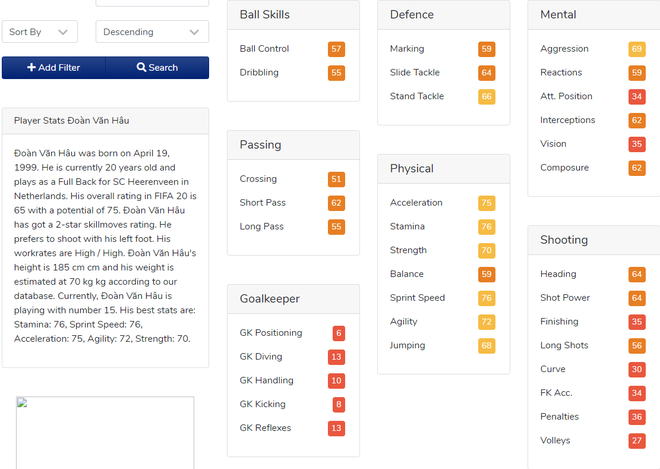 Sort By
Descending
Add Filter
Search
Player Stats Đoàn Văn Hậu
Đoàn Văn Hậu was born on April 19,
1999. He is currently 20 years old and
plays as a Full Back for SC Heerenveen in
Netherlands. His overall rating in FIFA 20 is
65 with a potential of 75. Đoàn Văn Hậu
has got a 2-star skillmoves rating. He
prefers to shoot with his left foot. His
workrates are High / High. Đoàn Văn Hậu's
height is 185 cm cm and his weight is
estimated at 70 kg kg according to our
database. Currently, Đoàn Văn Hậu is
playing with number 15. His best stats are:
Stamina: 76, Sprint Speed: 76,
Acceleration: 75, Agility: 72, Strength: 70.
Ball Skills
Ball Control 57
Dribbling 55
Passing
Crossing 51
Short Pass 62
Long Pass 55
Goalkeeper
GK Positioning 6
GK Diving 13
GK Handling 10
GK Kicking 8
GK Reflexes 13
Defence
Marking 59
Slide Tackle 64
Stand Tackle 66
Physical
Acceleration 75
Stamina 76
Strength 70
Balance 59
Sprint Speed 76
Agility 72
Jumping 68
Mental
Aggression 69
Reactions 59
Att. Position 34
Interceptions 62
Vision 35
Composure 62
Shooting
Heading 64
Shot Power 64
Finishing 35
Long Shots 56
Curve 30
FK Acc. 34
Penalties 36
Volleys 27